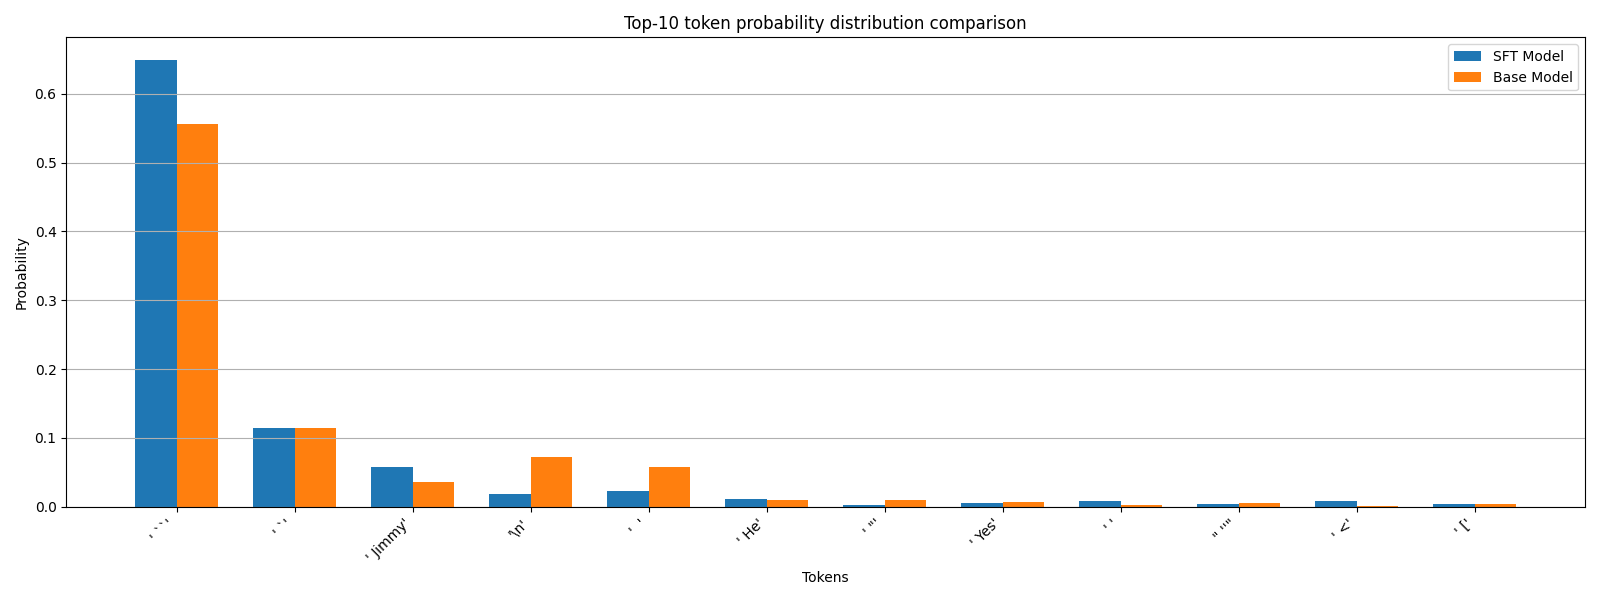 Top-10 token probability distribution comparison
SFT Model
Base Model
Probability
0.6
0.5
0.4
0.3
0.2
0.1
0.0
' ``'
' `'
' Jimmy'
'\n'
' '
' He'
' "'
' Yes'
' '
" ''"
' <'
' ['
Tokens